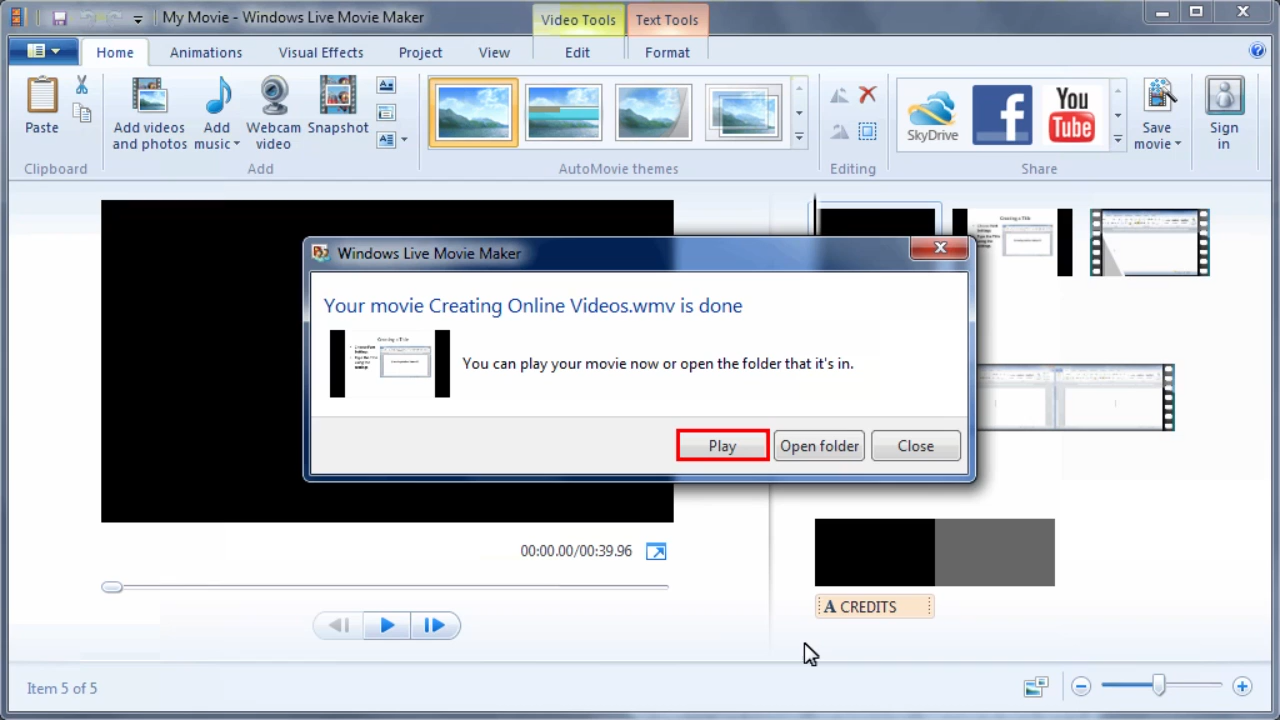 My Movie - Windows Live Movie Maker
Video Tools
Text Tools
Home
Animations
Visual Effects
Project
View
Edit
Format
Paste
Add videos
and photos
Add
music
Webcam
video
Snapshot
SkyDrive
f
You
Tube
Save
movie
Sign
in
Clipboard
Add
AutoMovie themes
Editing
Share
Creating a Title
Windows Live Movie Maker
Your movie Creating Online Videos.wmv is done
Creating a Title
You can play your movie now or open the folder that it's in.
Play
Open folder
Close
00:00.00/00:39.96
A CREDITS
Item 5 of 5